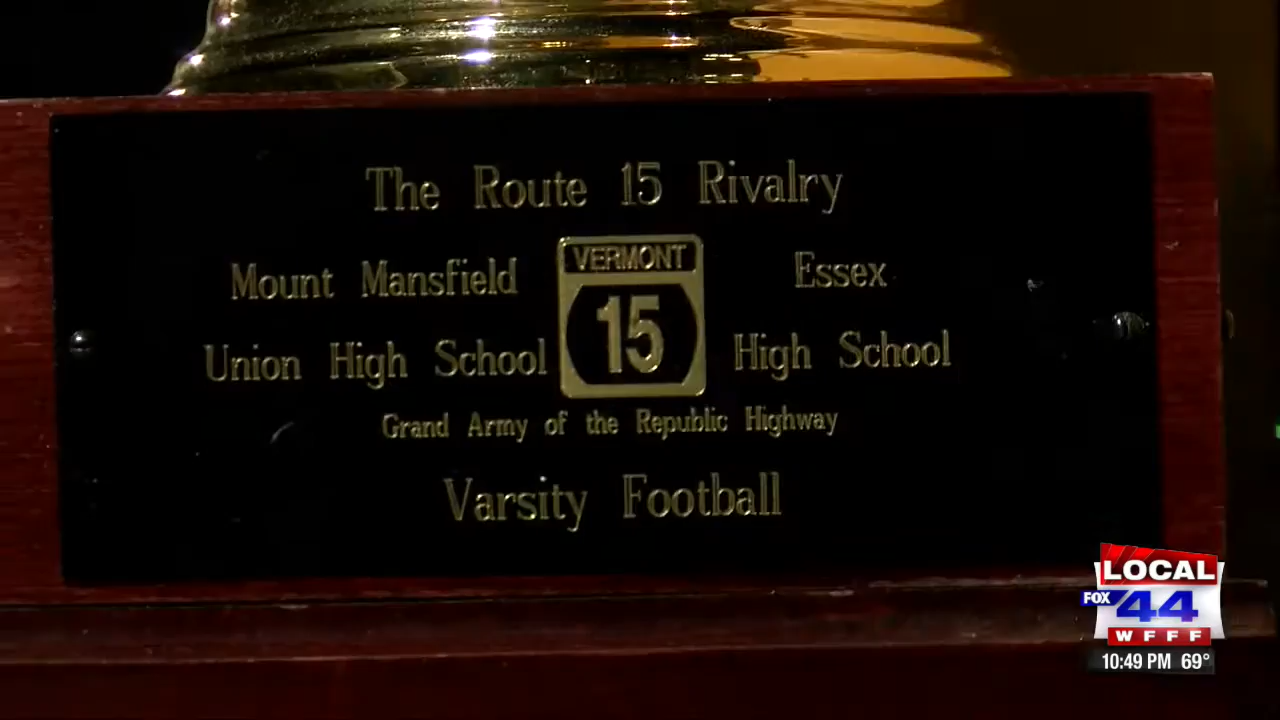 The Route 15 Rivalry
Mount Mansfield
Union High School
VERMONT
15
Essex
High School
Grand Army of the Republic Highway
Varsity Football
LOCAL
FOX 44
WFFF
10:49 PM 69°